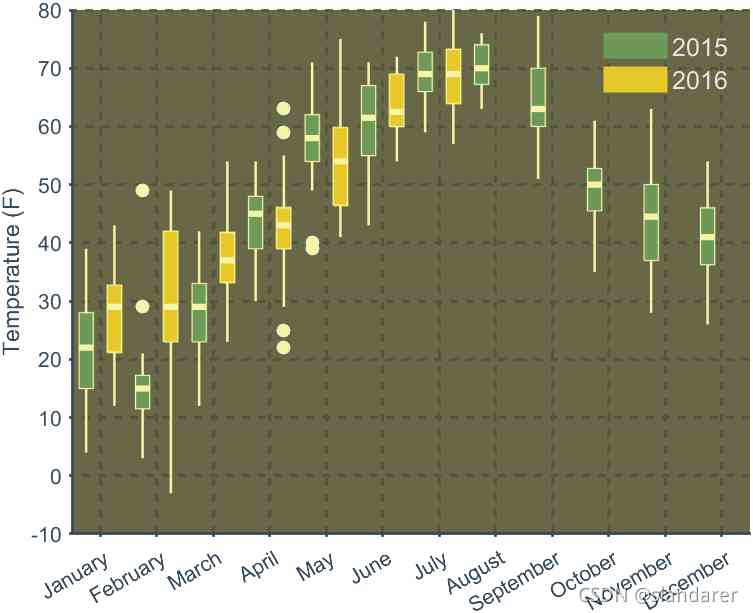 80
70
60
50
40
30
20
10
0
-10
Temperature (F)
2015
2016
January
February
March
April
May
June
July
August
September
October
November
December
CSDN @standarer